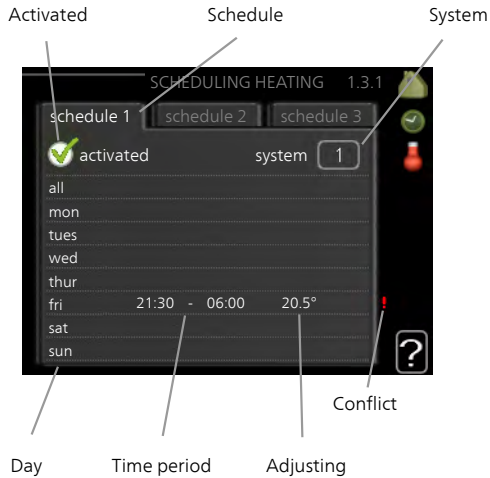 Activated Schedule System
SCHEDULING HEATING 1.3.1
schedule 1 schedule 2 schedule 3
activated system 1
all
mon
tues
wed
thur
fri 21:30 - 06:00 20.5° !
sat
sun
?
Conflict
Day Time period Adjusting